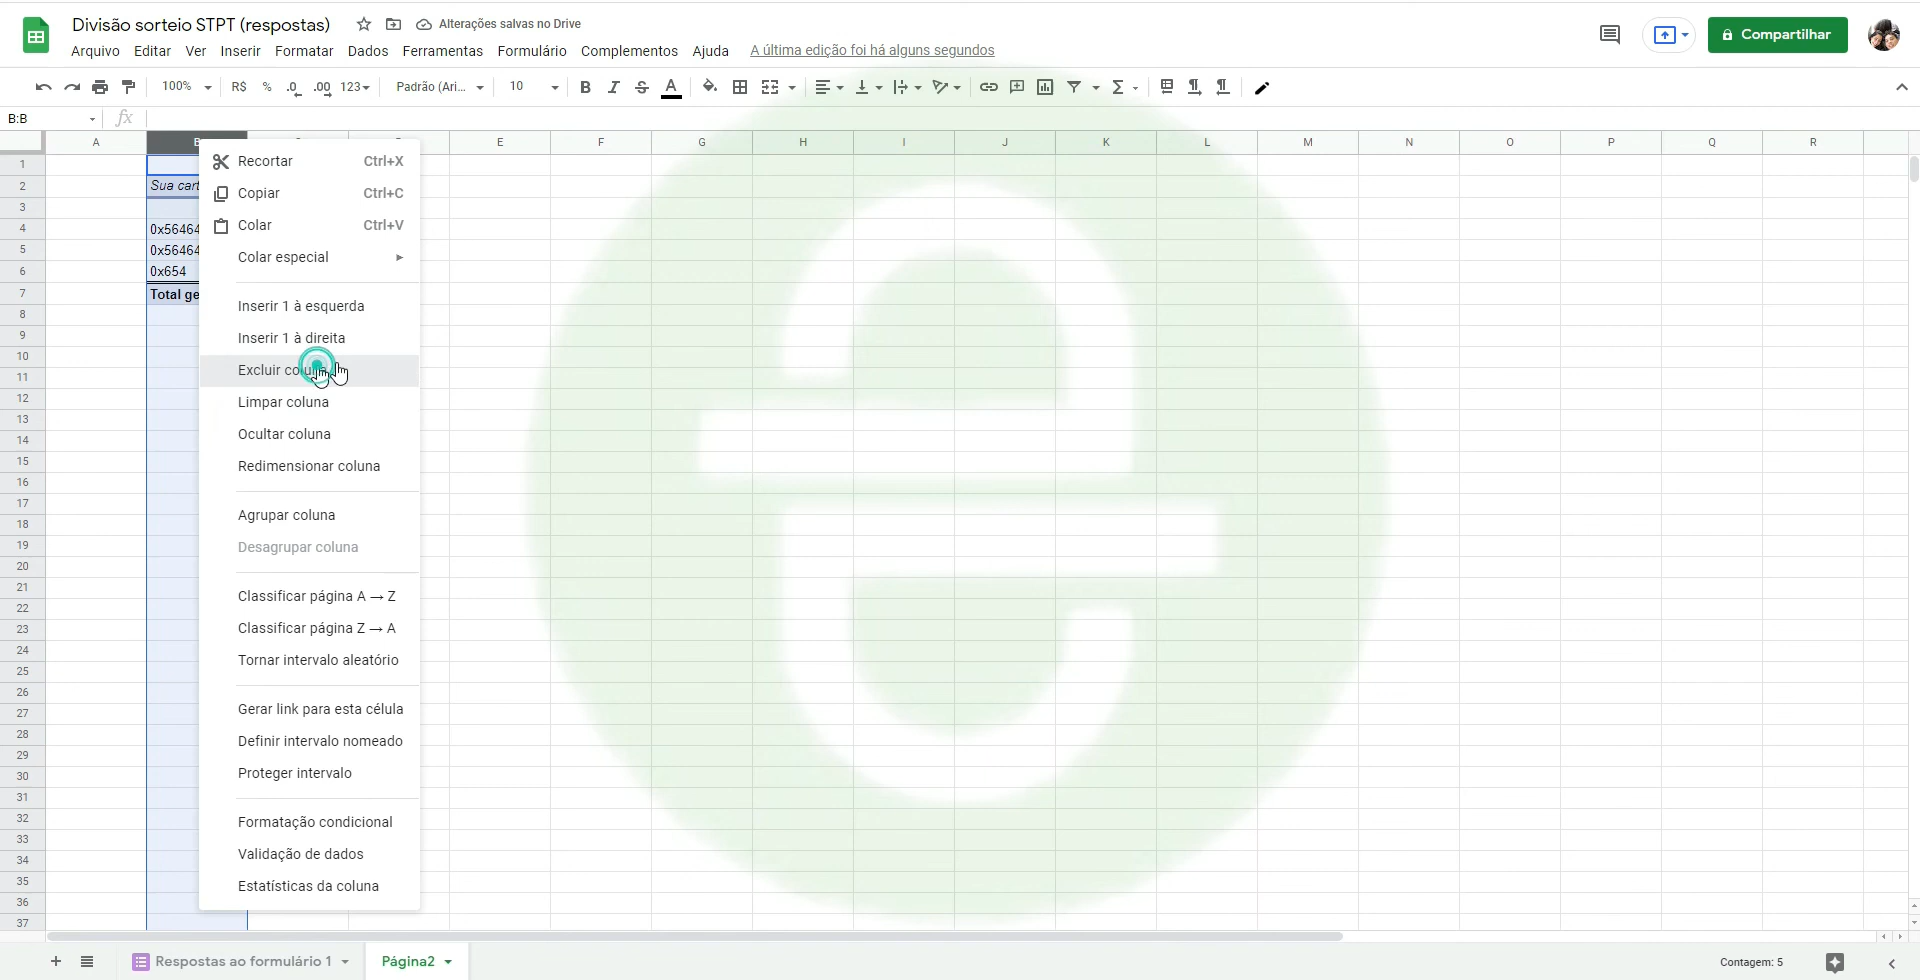 Divisão sorteio STPT (respostas)
Alterações salvas no Drive
Arquivo Editar Ver Inserir Formatar Dados Ferramentas Formulário Complementos Ajuda A última edição foi há alguns segundos
Compartilhar
100% R$ % .0 .00 123 Padrão (Ari... 10 B I S A
B:B fx
A E F G H I J K L M N O P Q R
1
2 Sua cart
3
4 0x56464
5 0x56464
6 0x654
7 Total ge
8
9
10
11
12
13
14
15
16
17
18
19
20
21
22
23
24
25
26
27
28
29
30
31
32
33
34
35
36
37
Recortar Ctrl+X
Copiar Ctrl+C
Colar Ctrl+V
Colar especial
Inserir 1 à esquerda
Inserir 1 à direita
Excluir coluna
Limpar coluna
Ocultar coluna
Redimensionar coluna
Agrupar coluna
Desagrupar coluna
Classificar página A → Z
Classificar página Z → A
Tornar intervalo aleatório
Gerar link para esta célula
Definir intervalo nomeado
Proteger intervalo
Formatação condicional
Validação de dados
Estatísticas da coluna
Respostas ao formulário 1 Página2 Contagem: 5